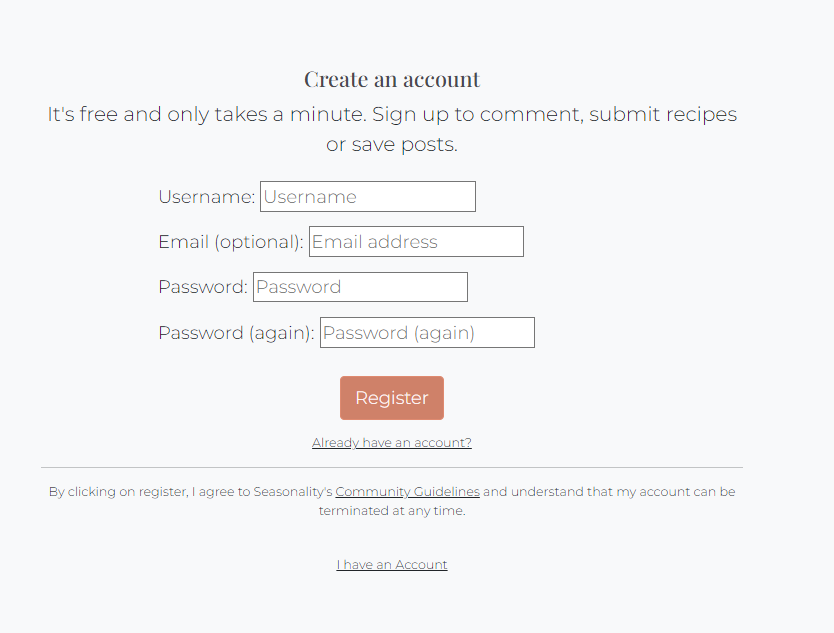 Create an account
It's free and only takes a minute. Sign up to comment, submit recipes
or save posts.
Username: Username
Email (optional): Email address
Password: Password
Password (again): Password (again)
Register
Already have an account?
By clicking on register, I agree to Seasonality's Community Guidelines and understand that my account can be
terminated at any time.
I have an Account